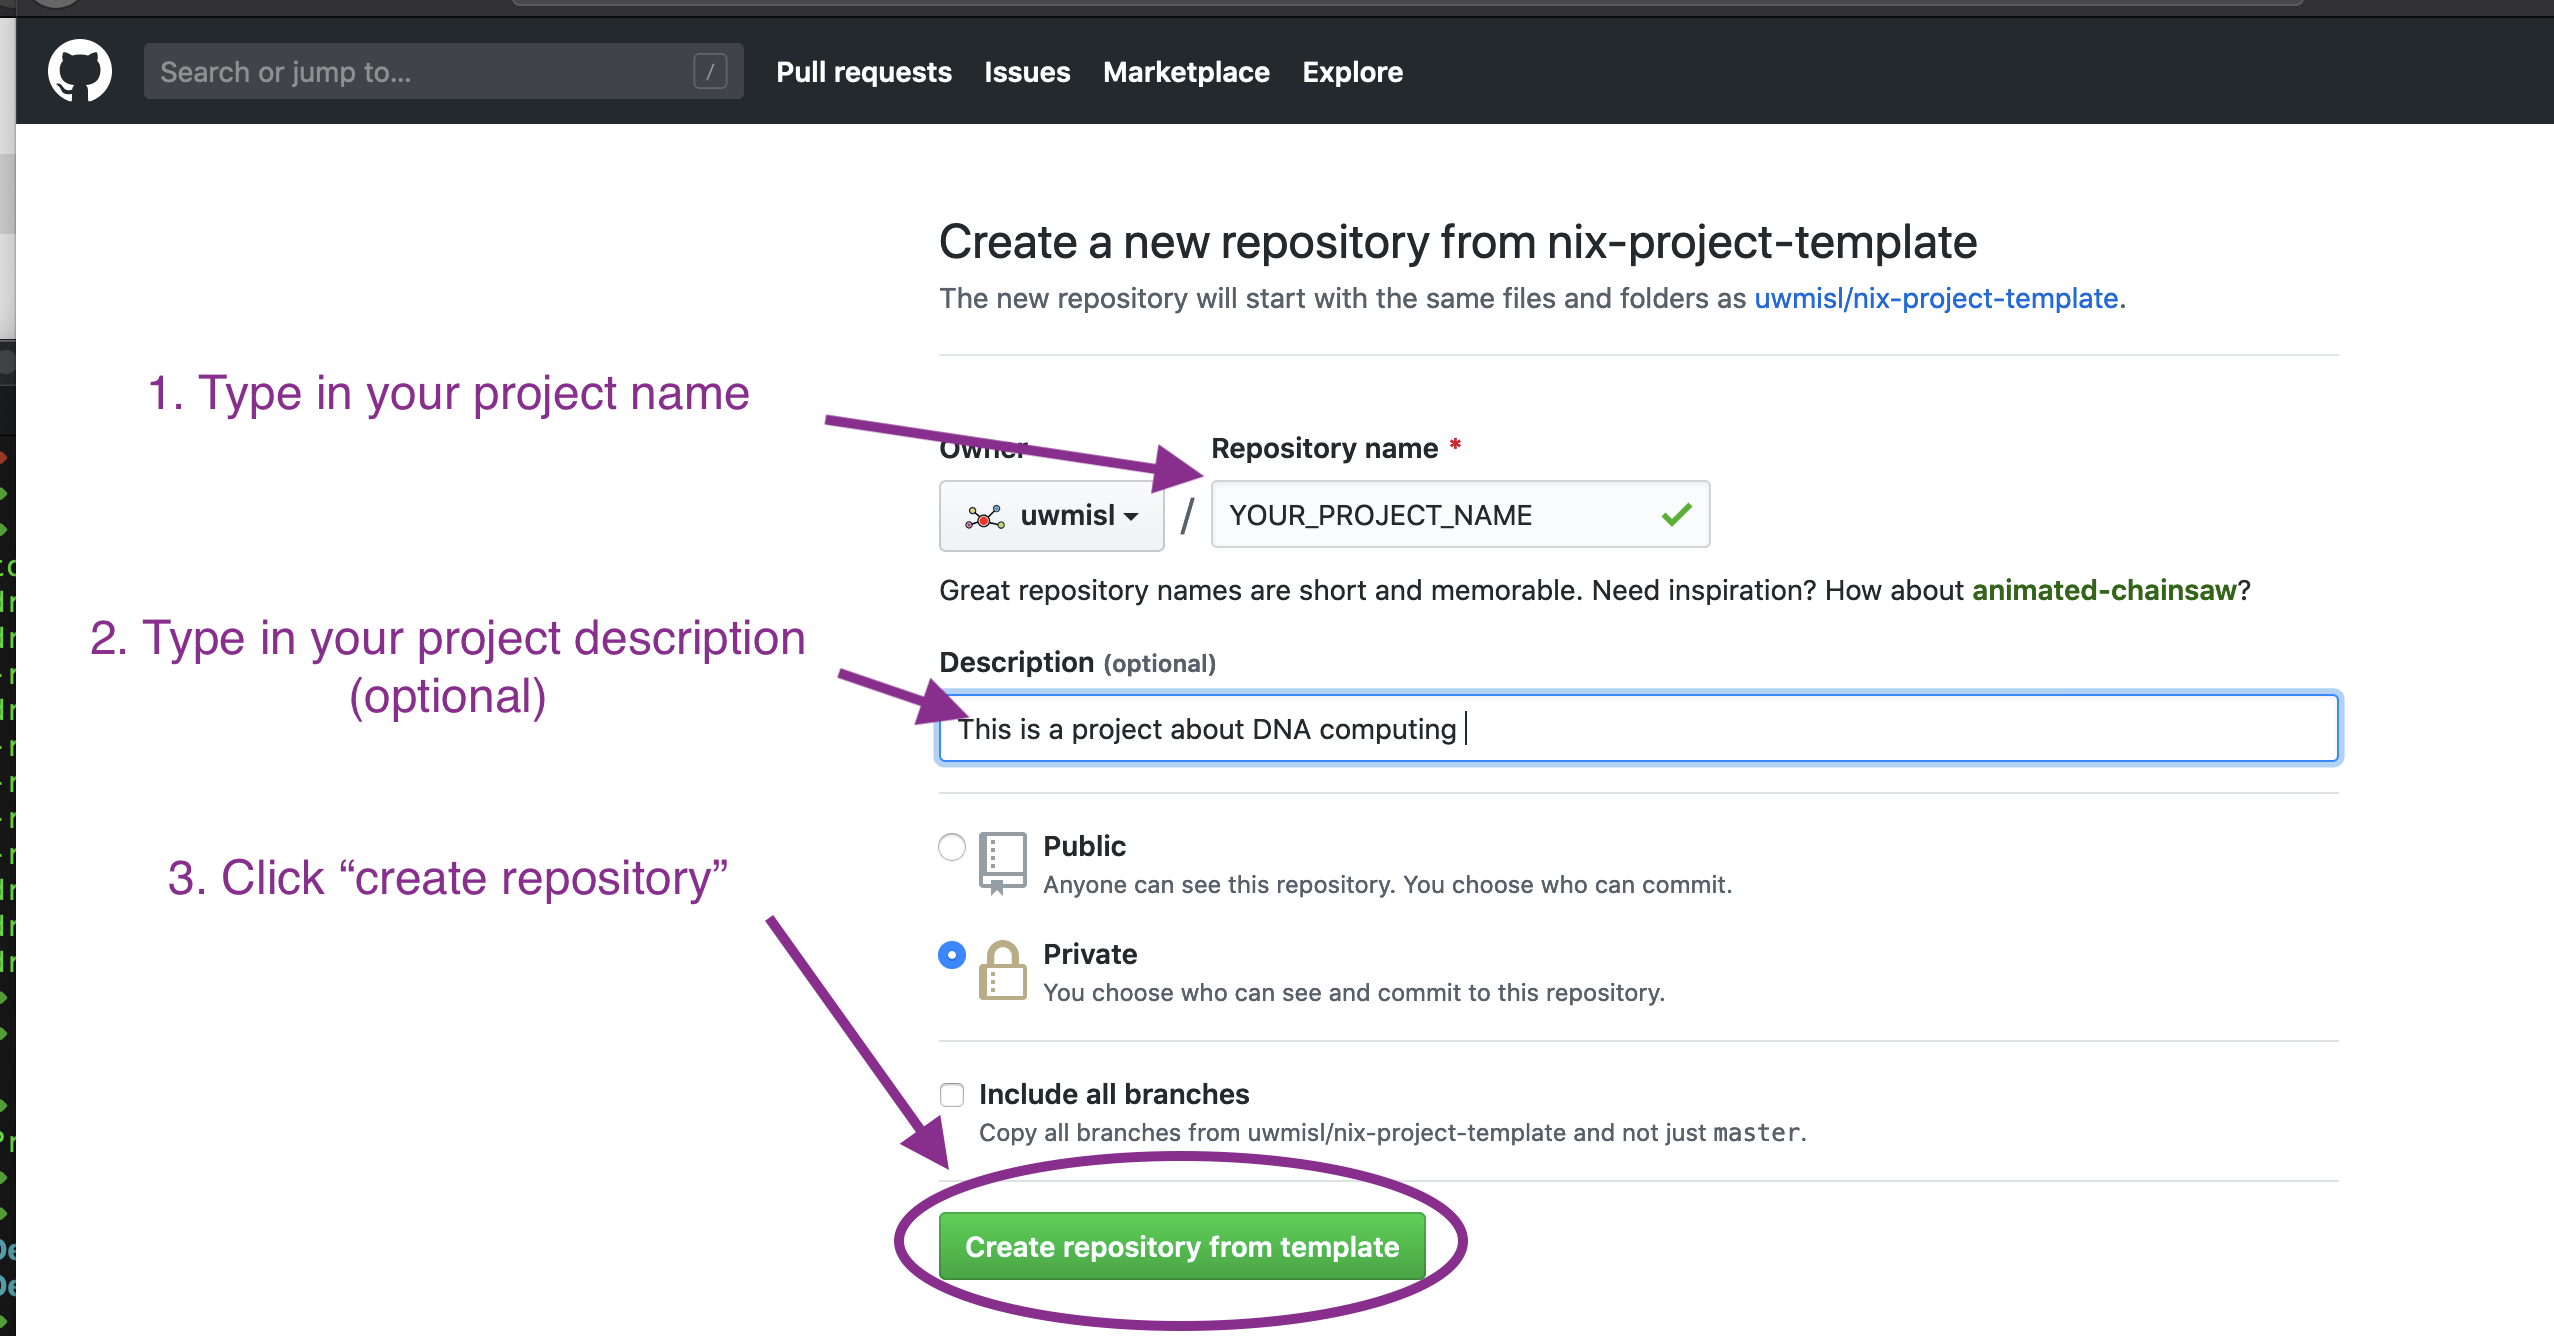 Search or jump to... /
Pull requests Issues Marketplace Explore
Create a new repository from nix-project-template
The new repository will start with the same files and folders as uwmisl/nix-project-template.
1. Type in your project name
Owner Repository name *
uwmisl / YOUR_PROJECT_NAME
Great repository names are short and memorable. Need inspiration? How about animated-chainsaw?
2. Type in your project description
(optional)
Description (optional)
This is a project about DNA computing
Public
Anyone can see this repository. You choose who can commit.
3. Click “create repository”
Private
You choose who can see and commit to this repository.
Include all branches
Copy all branches from uwmisl/nix-project-template and not just master.
Create repository from template